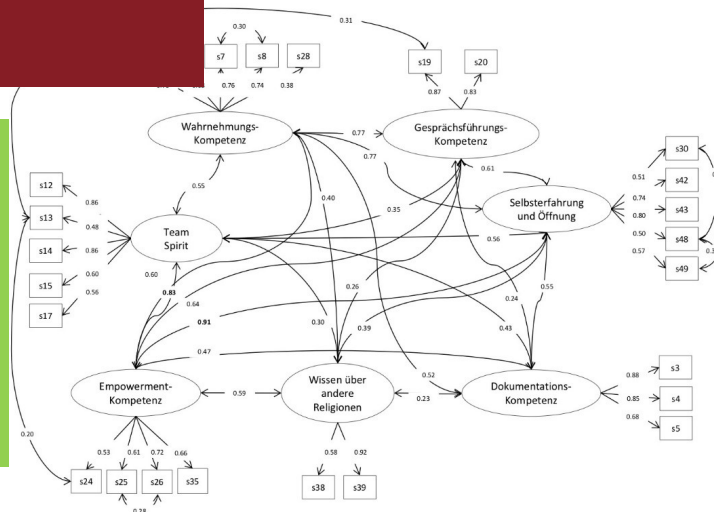 0.31
0.30
s7
s8
s28
s19
s20
0.76
0.74
0.38
0.87
0.83
Wahrnehmungs-
Kompetenz
Gesprächsführungs-
Kompetenz
0.77
0.77
0.61
s30
s42
s43
s48
s49
0.51
0.74
0.80
0.50
0.57
Selbsterfahrung
und Öffnung
s12
s13
s14
s15
s17
0.86
0.48
0.86
0.60
0.56
0.55
0.40
0.35
Team
Spirit
0.56
0.60
0.83
0.64
0.26
0.24
0.55
0.91
0.30
0.39
0.43
0.47
0.52
Empowerment-
Kompetenz
0.59
Wissen über
andere
Religionen
0.23
Dokumentations-
Kompetenz
0.88
0.85
0.68
s3
s4
s5
0.20
0.53
0.61
0.72
0.66
0.58
0.92
s24
s25
s26
s35
s38
s39
0.28